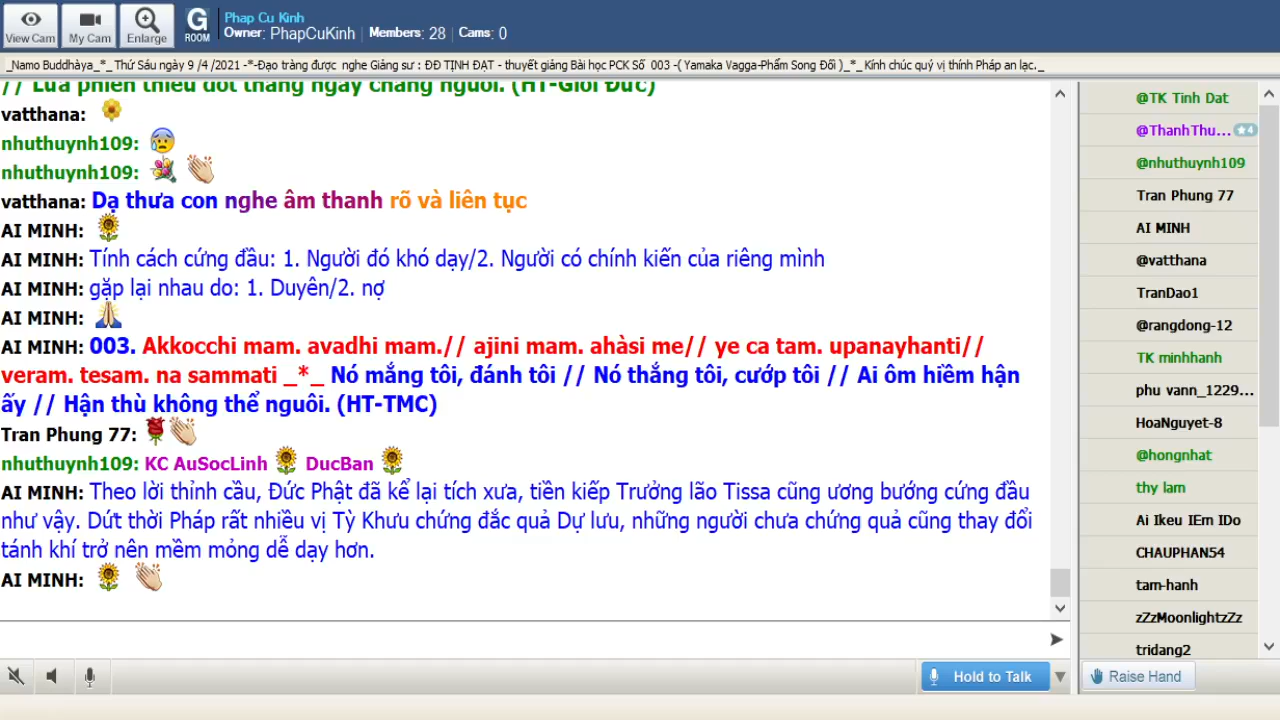 View Cam
My Cam
Enlarge
G ROOM
Phap Cu Kinh
Owner: PhapCuKinh | Members: 28 | Cams: 0
_Namo Buddhàya_*_ Thứ Sáu ngày 9 /4 /2021 -*-Đạo tràng được nghe Giảng sư : ĐĐ TỊNH ĐẠT - thuyết giảng Bài học PCK Số 003 -( Yamaka Vagga-Phẩm Song Đối )_*_ Kính chúc quý vị thính Pháp an lạc._
// Lửa phiền thiêu đốt tháng ngày chẳng nguôi. (HT-Giới Đức)
vatthana:
nhuthuynh109:
nhuthuynh109:
vatthana: Dạ thưa con nghe âm thanh rõ và liên tục
AI MINH:
AI MINH: Tính cách cứng đầu: 1. Người đó khó dạy/2. Người có chính kiến của riêng mình
AI MINH: gặp lại nhau do: 1. Duyên/2. nợ
AI MINH:
AI MINH: 003. Akkocchi mam. avadhi mam.// ajini mam. ahàsi me// ye ca tam. upanayhanti//
veram. tesam. na sammati _*_ Nó mắng tôi, đánh tôi // Nó thắng tôi, cướp tôi // Ai ôm hiềm hận
ấy // Hận thù không thể nguôi. (HT-TMC)
Tran Phung 77:
nhuthuynh109: KC AuSocLinh DucBan
AI MINH: Theo lời thỉnh cầu, Đức Phật đã kể lại tích xưa, tiền kiếp Trưởng lão Tissa cũng ương bướng cứng đầu
như vậy. Dứt thời Pháp rất nhiều vị Tỳ Khưu chứng đắc quả Dự lưu, những người chưa chứng quả cũng thay đổi
tánh khí trở nên mềm mỏng dễ dạy hơn.
AI MINH:
@TK Tinh Dat
@ThanhThu... 4
@nhuthuynh109
Tran Phung 77
AI MINH
@vatthana
TranDao1
@rangdong-12
TK minhhanh
phu vann_1229...
HoaNguyet-8
@hongnhat
thy lam
Ai Ikeu IEm IDo
CHAUPHAN54
tam-hanh
zZzMoonlightzZz
tridang2
Hold to Talk
Raise Hand